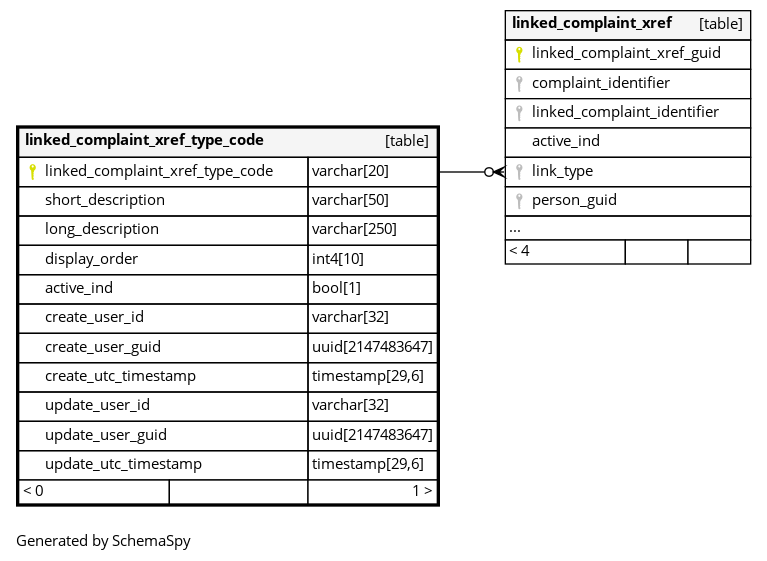 linked_complaint_xref [table]
linked_complaint_xref_guid
complaint_identifier
linked_complaint_identifier
active_ind
link_type
person_guid
...
< 4
linked_complaint_xref_type_code [table]
linked_complaint_xref_type_code varchar[20]
short_description varchar[50]
long_description varchar[250]
display_order int4[10]
active_ind bool[1]
create_user_id varchar[32]
create_user_guid uuid[2147483647]
create_utc_timestamp timestamp[29,6]
update_user_id varchar[32]
update_user_guid uuid[2147483647]
update_utc_timestamp timestamp[29,6]
< 0 1 >
Generated by SchemaSpy